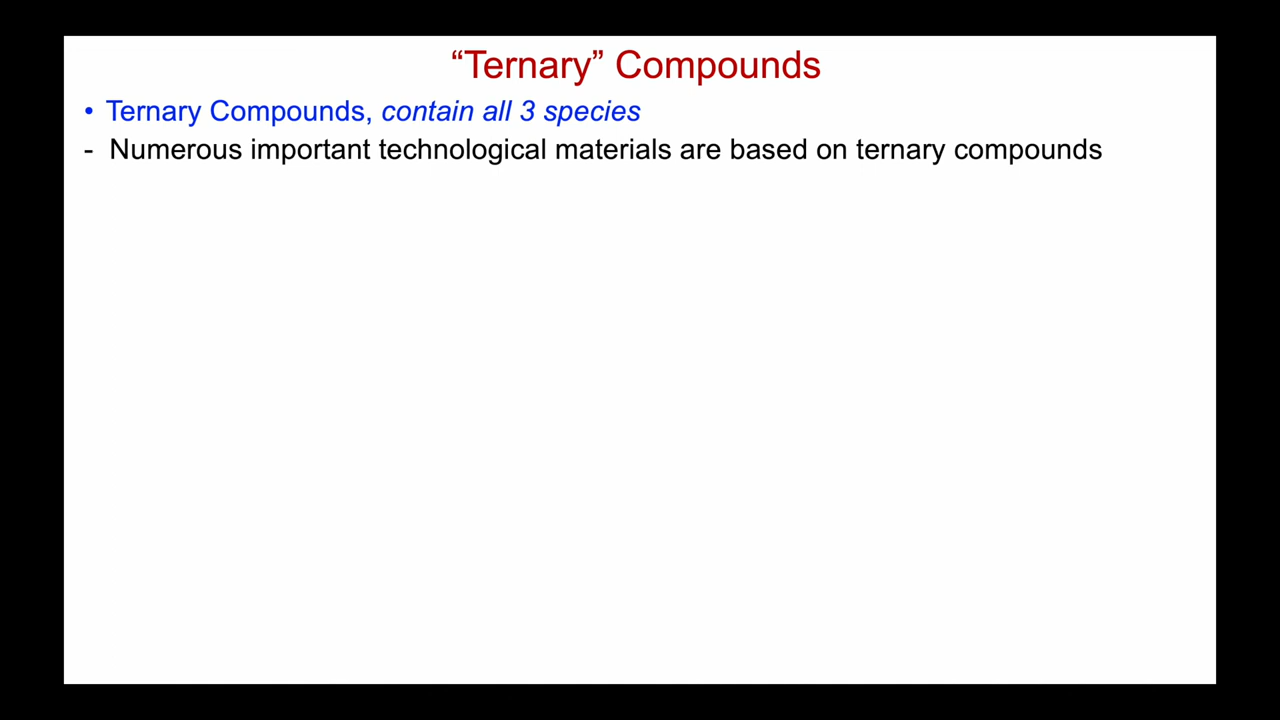 “Ternary” Compounds
• Ternary Compounds, contain all 3 species
- Numerous important technological materials are based on ternary compounds